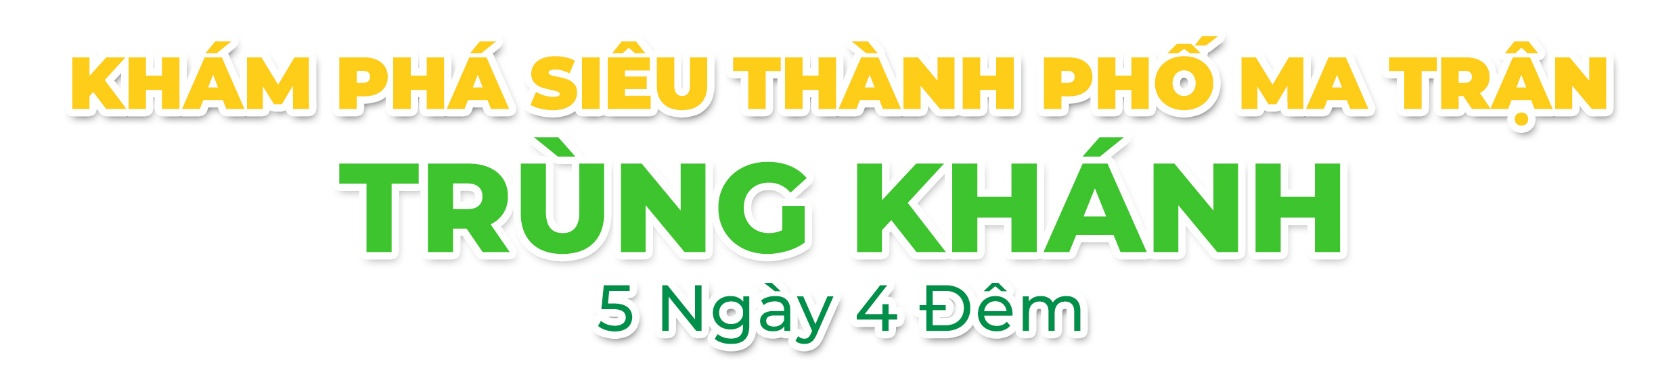 KHÁM PHÁ SIÊU THÀNH PHỐ MA TRẬN
TRÙNG KHÁNH
5 Ngày 4 Đêm